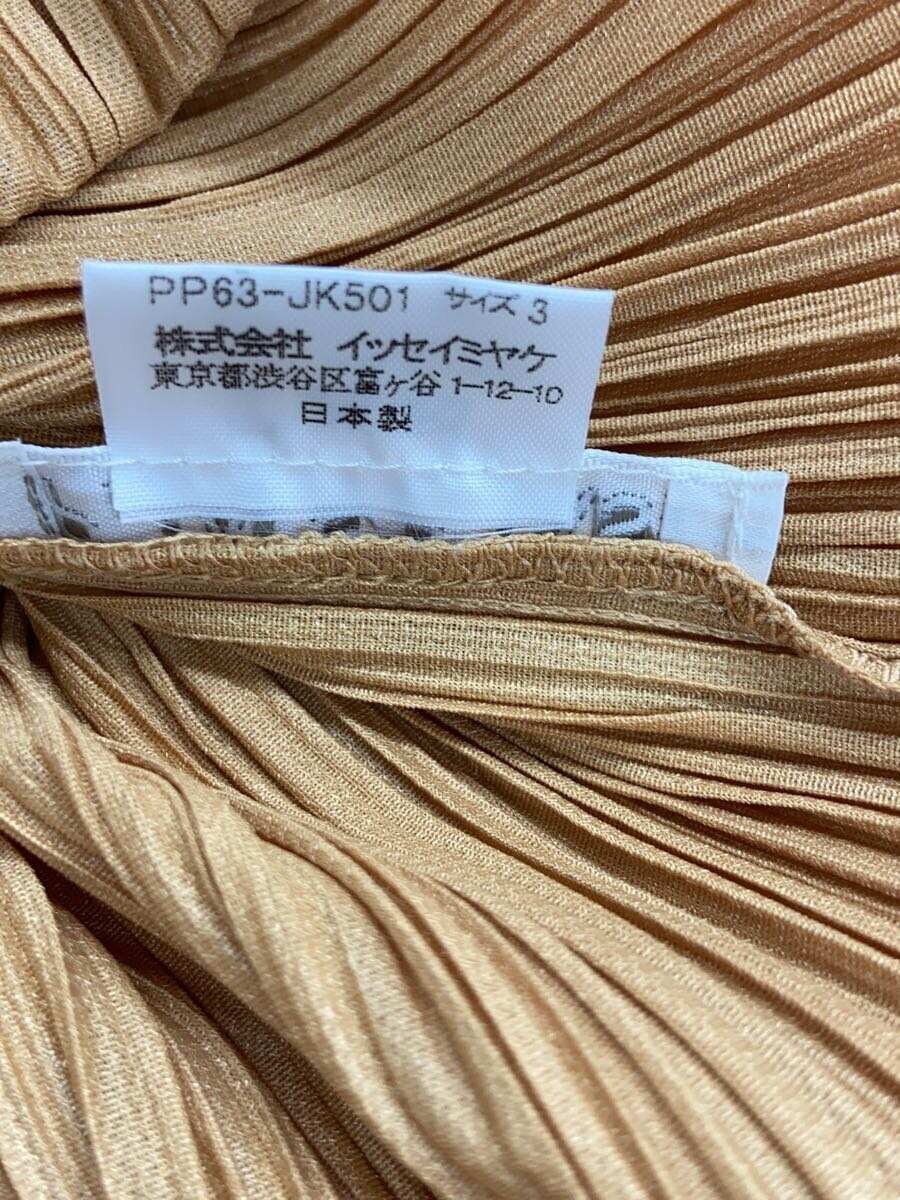 PP63-JK501 サイズ 3
株式会社 イッセイミヤケ
東京都渋谷区富ヶ谷 1-12-10
日本製